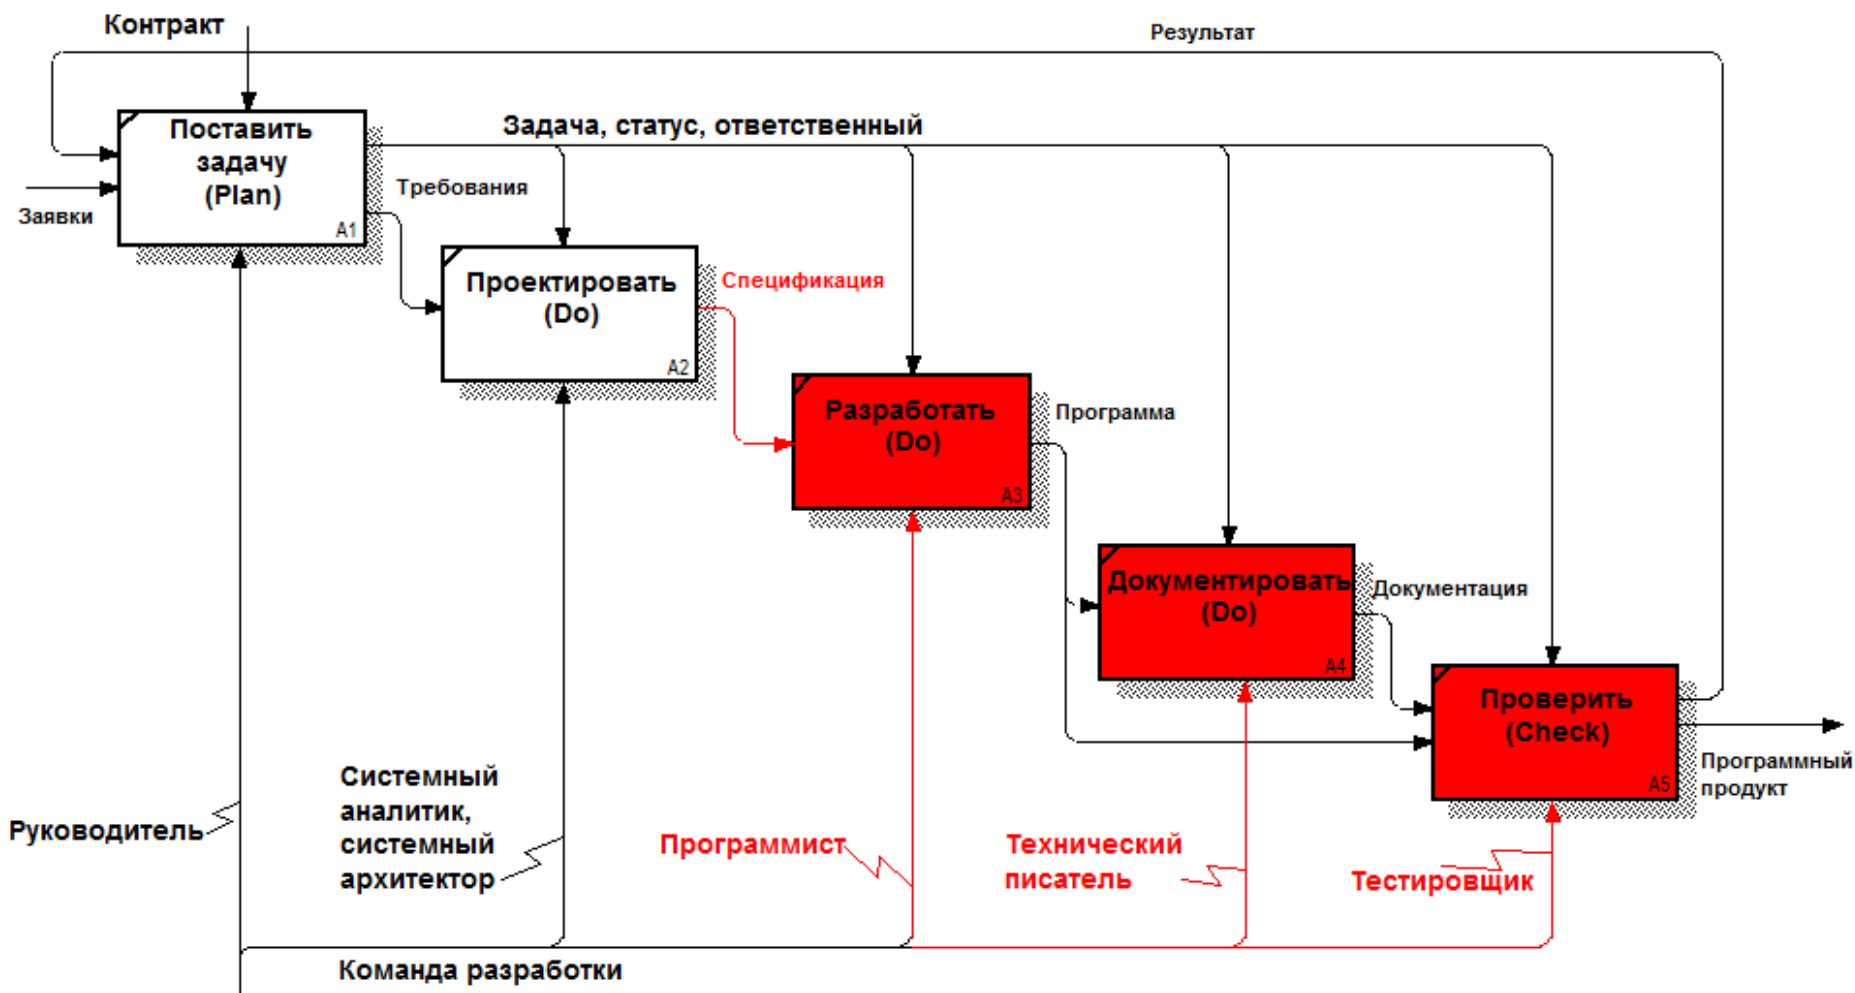 Контракт
Результат
Поставить
задачу
(Plan)
A1
Задача, статус, ответственный
Требования
Заявки
Проектировать
(Do)
A2
Спецификация
Разработать
(Do)
A3
Программа
Документировать
(Do)
A4
Документация
Проверить
(Check)
A5
Программный
продукт
Руководитель
Системный
аналитик,
системный
архитектор
Программист
Технический
писатель
Тестировщик
Команда разработки